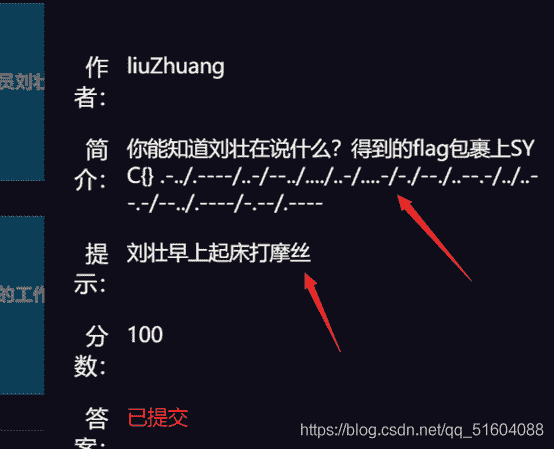 员刘壮
的工作
作者:
liuZhuang
简介:
你能知道刘壮在说什么？得到的flag包裹上SY
C{} .-../.----/..-/--../..../..-/....-/-./--./..--.-/../..-
-.-/--../.----/-.--/.----
提示:
刘壮早上起床打摩丝
分数:
100
答案:
已提交
https://blog.csdn.net/qq_51604088